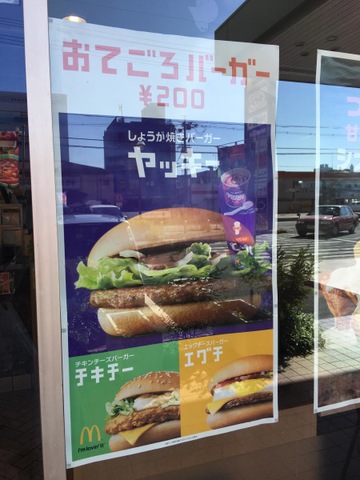 おてごろバーガー
¥200
しょうが焼きバーガー
ヤッキー
チキンチーズバーガー
チキチー
エッグチーズバーガー
エグチ
i'm lovin' it